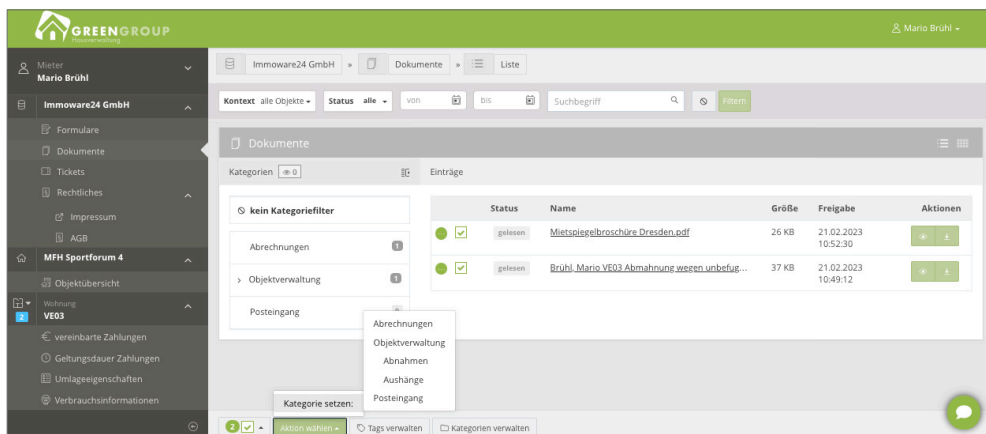 GREENGROUP
Hausverwaltung
Mario Brühl
Mieter
Mario Brühl
Immoware24 GmbH
Formulare
Dokumente
Tickets
Rechtliches
Impressum
AGB
MFH Sportforum 4
Objektübersicht
Wohnung
VE03
2
vereinbarte Zahlungen
Geltungsdauer Zahlungen
Umlageeigenschaften
Verbrauchsinformationen
Immoware24 GmbH » Dokumente » Liste
Kontext alle Objekte Status alle von bis Suchbegriff Filtern
Dokumente
Kategorien 0
Einträge
kein Kategoriefilter
Abrechnungen 1
Objektverwaltung 1
Posteingang
Status Name Größe Freigabe Aktionen
gelesen Mietspiegelbroschüre Dresden.pdf 26 KB 21.02.2023
10:52:30
gelesen Brühl, Mario VE03 Abmahnung wegen unbefug... 37 KB 21.02.2023
10:49:12
Abrechnungen
Objektverwaltung
Abnahmen
Aushänge
Posteingang
Kategorie setzen:
2 Aktion wählen Tags verwalten Kategorien verwalten